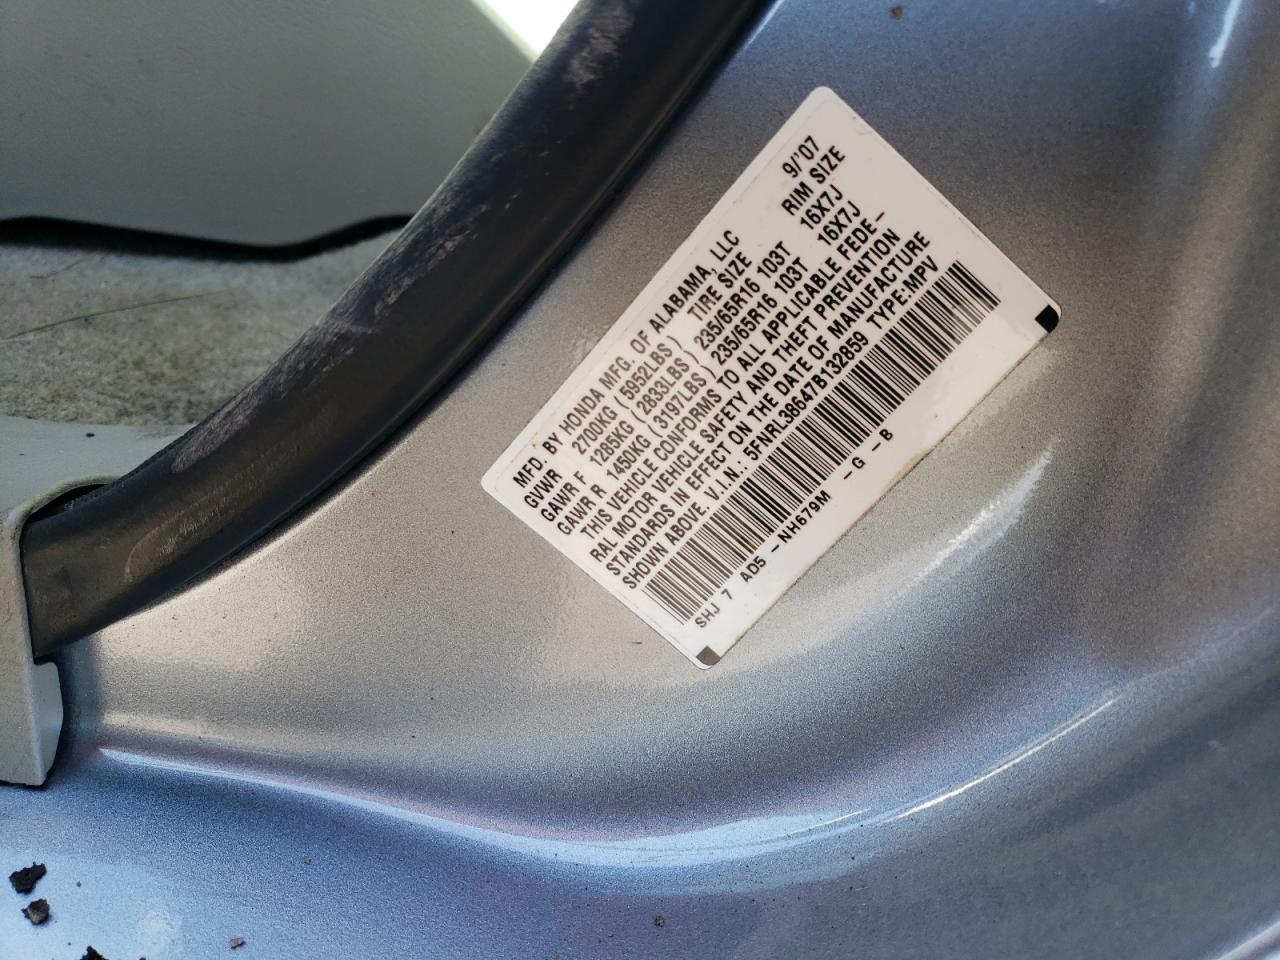 MFD. BY HONDA MFG. OF ALABAMA, LLC 9/'07
GVWR 2700KG (5952LBS) TIRE SIZE RIM SIZE
GAWR F 1285KG (2833LBS) 235/65R16 103T 16X7J
GAWR R 1450KG (3197LBS) 235/65R16 103T 16X7J
THIS VEHICLE CONFORMS TO ALL APPLICABLE FEDE-
RAL MOTOR VEHICLE SAFETY AND THEFT PREVENTION
STANDARDS IN EFFECT ON THE DATE OF MANUFACTURE
SHOWN ABOVE. V.I.N.: 5FNRL38647B132859 TYPE:MPV
SHJ 7 AD5 -NH679M -G -B